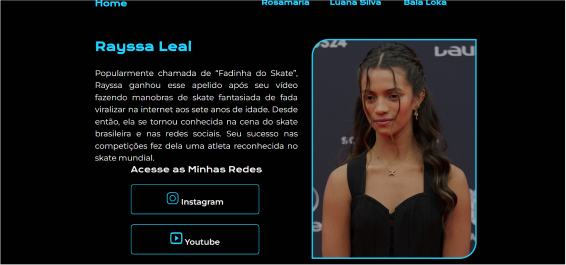 Home
Rosamaria
Luana Silva
Bala Loka
Rayssa Leal
Popularmente chamada de “Fadinha do Skate”,
Rayssa ganhou esse apelido após seu vídeo
fazendo manobras de skate fantasiada de fada
viralizar na internet aos sete anos de idade. Desde
então, ela se tornou conhecida na cena do skate
brasileira e nas redes sociais. Seu sucesso nas
competições fez dela uma atleta reconhecida no
skate mundial.
Acesse as Minhas Redes
Instagram
Youtube